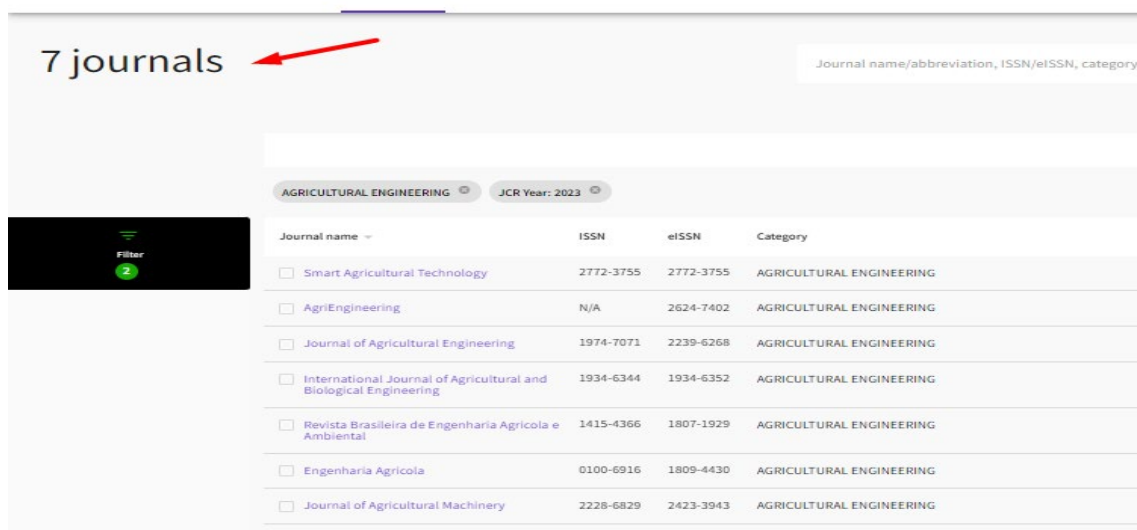 7 journals
Journal name/abbreviation, ISSN/eISSN, category
AGRICULTURAL ENGINEERING JCR Year: 2023
Filter
2
Journal name ISSN eISSN Category
Smart Agricultural Technology 2772-3755 2772-3755 AGRICULTURAL ENGINEERING
AgriEngineering N/A 2624-7402 AGRICULTURAL ENGINEERING
Journal of Agricultural Engineering 1974-7071 2239-6268 AGRICULTURAL ENGINEERING
International Journal of Agricultural and 1934-6344 1934-6352 AGRICULTURAL ENGINEERING
Biological Engineering
Revista Brasileira de Engenharia Agricola e 1415-4366 1807-1929 AGRICULTURAL ENGINEERING
Ambiental
Engenharia Agricola 0100-6916 1809-4430 AGRICULTURAL ENGINEERING
Journal of Agricultural Machinery 2228-6829 2423-3943 AGRICULTURAL ENGINEERING